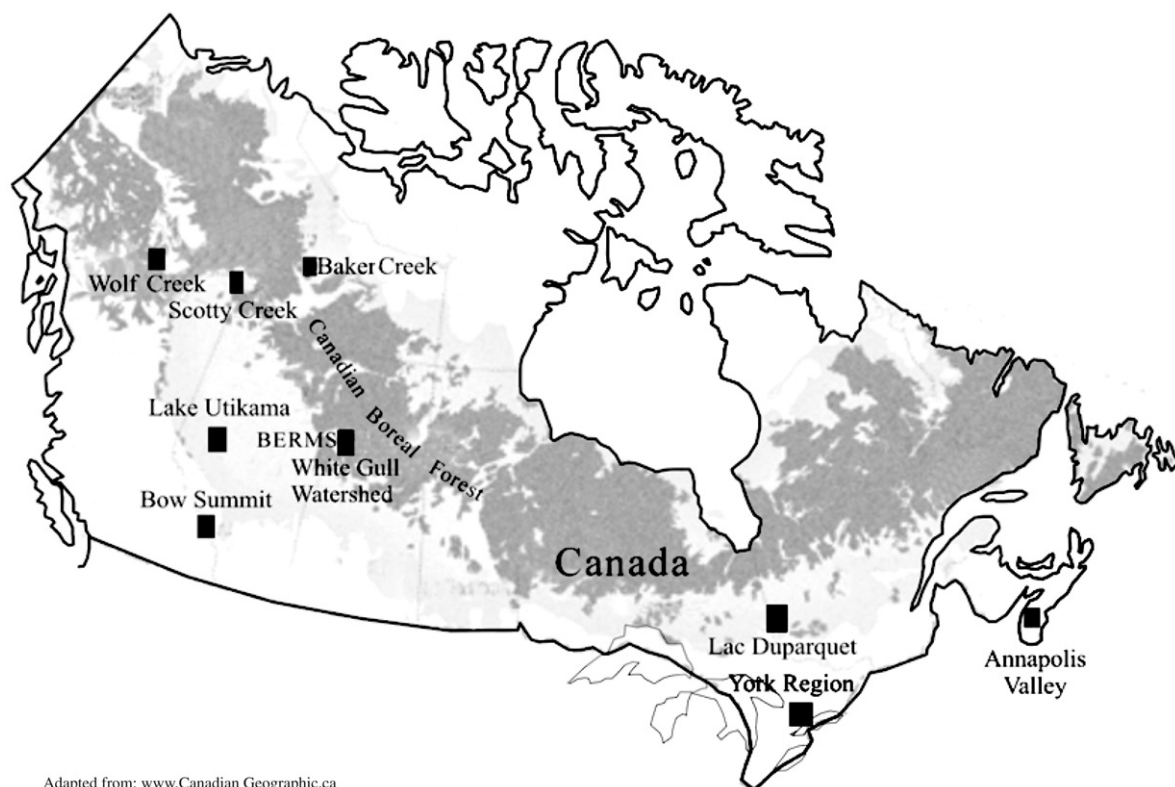 Wolf Creek
Scotty Creek
Baker Creek
Canadian Boreal Forest
Lake Utikama
BERMS
White Gull
Watershed
Bow Summit
Canada
Lac Duparquet
York Region
Annapolis
Valley
Adapted from: www.Canadian Geographic.ca